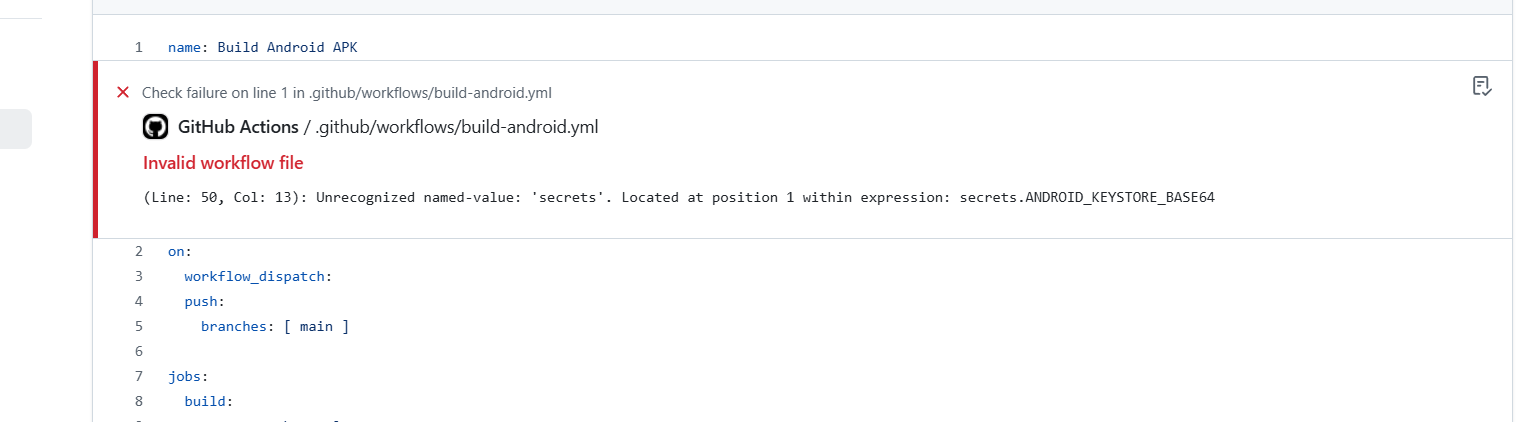 1 name: Build Android APK
Check failure on line 1 in .github/workflows/build-android.yml
GitHub Actions / .github/workflows/build-android.yml
Invalid workflow file
(Line: 50, Col: 13): Unrecognized named-value: 'secrets'. Located at position 1 within expression: secrets.ANDROID_KEYSTORE_BASE64
2 on:
3 workflow_dispatch:
4 push:
5 branches: [ main ]
6
7 jobs:
8 build: